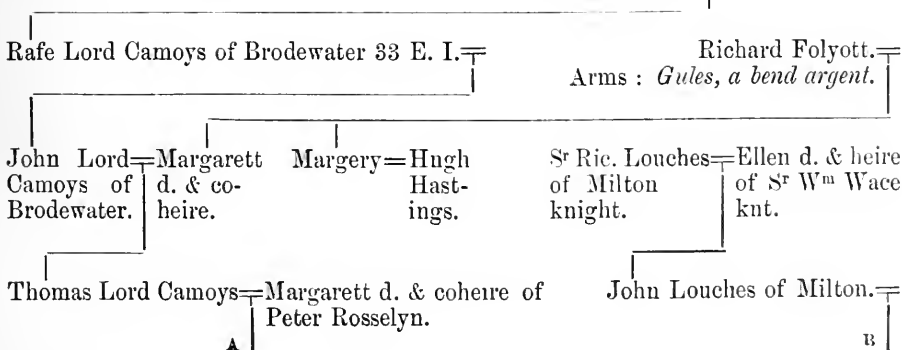 Rafe Lord Camoys of Brodewater 33 E. I.=
Richard Folyott.=
Arms : Gules, a bend argent.
John Lord=Margarett
Camoys of d. & co-
Brodewater. heire.
Margery=Hugh
Hast-
ings.
Sr Ric. Louches=Ellen d. & heire
of Milton of Sr Wm Wace
knight. knt.
Thomas Lord Camoys=Margarett d. & coheire of
Peter Rosselyn.
John Louches of Milton.=
A
B